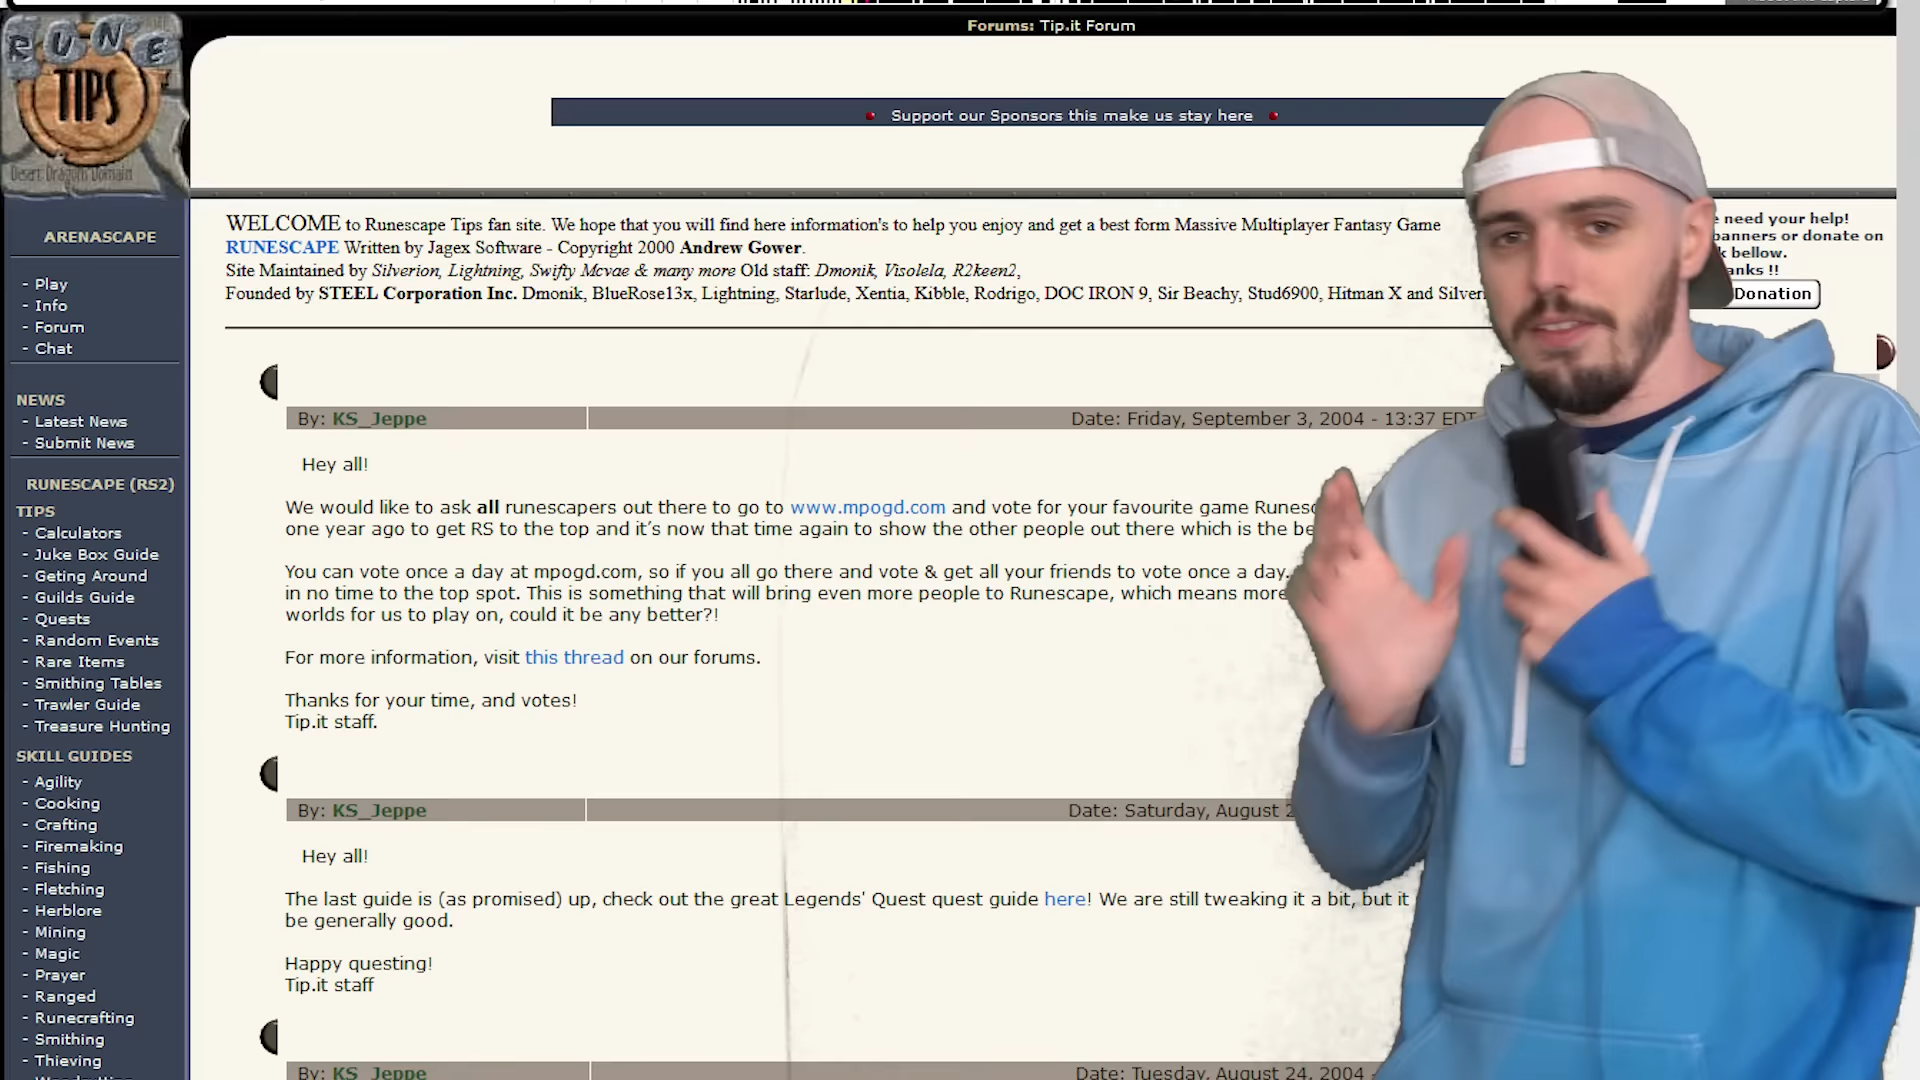 Forums: Tip.it Forum
RUNE
TIPS
Desert Dragons Domain
Support our Sponsors this make us stay here
WELCOME to Runescape Tips fan site. We hope that you will find here information's to help you enjoy and get a best form Massive Multiplayer Fantasy Game
RUNESCAPE Written by Jagex Software - Copyright 2000 Andrew Gower.
Site Maintained by Silverion, Lightning, Swifty Mcvae & many more Old staff: Dmonik, Visolela, R2keen2,
Founded by STEEL Corporation Inc. Dmonik, BlueRose13x, Lightning, Starlude, Xentia, Kibble, Rodrigo, DOC IRON 9, Sir Beachy, Stud6900, Hitman X and Silveri
need your help!
banners or donate on
bellow.
Donation
ARENASCAPE
- Play
- Info
- Forum
- Chat
NEWS
- Latest News
- Submit News
RUNESCAPE (RS2)
TIPS
- Calculators
- Juke Box Guide
- Geting Around
- Guilds Guide
- Quests
- Random Events
- Rare Items
- Smithing Tables
- Trawler Guide
- Treasure Hunting
SKILL GUIDES
- Agility
- Cooking
- Crafting
- Firemaking
- Fishing
- Fletching
- Herblore
- Mining
- Magic
- Prayer
- Ranged
- Runecrafting
- Smithing
- Thieving
By: KS_Jeppe Date: Friday, September 3, 2004 - 13:37 EDT
Hey all!
We would like to ask all runescapers out there to go to www.mpogd.com and vote for your favourite game Runesc
one year ago to get RS to the top and it's now that time again to show the other people out there which is the be
You can vote once a day at mpogd.com, so if you all go there and vote & get all your friends to vote once a day.
in no time to the top spot. This is something that will bring even more people to Runescape, which means more
worlds for us to play on, could it be any better?!
For more information, visit this thread on our forums.
Thanks for your time, and votes!
Tip.it staff.
By: KS_Jeppe Date: Saturday, August 2
Hey all!
The last guide is (as promised) up, check out the great Legends' Quest quest guide here! We are still tweaking it a bit, but it
be generally good.
Happy questing!
Tip.it staff
By: KS_Jeppe Date: Tuesday, August 24, 2004 -